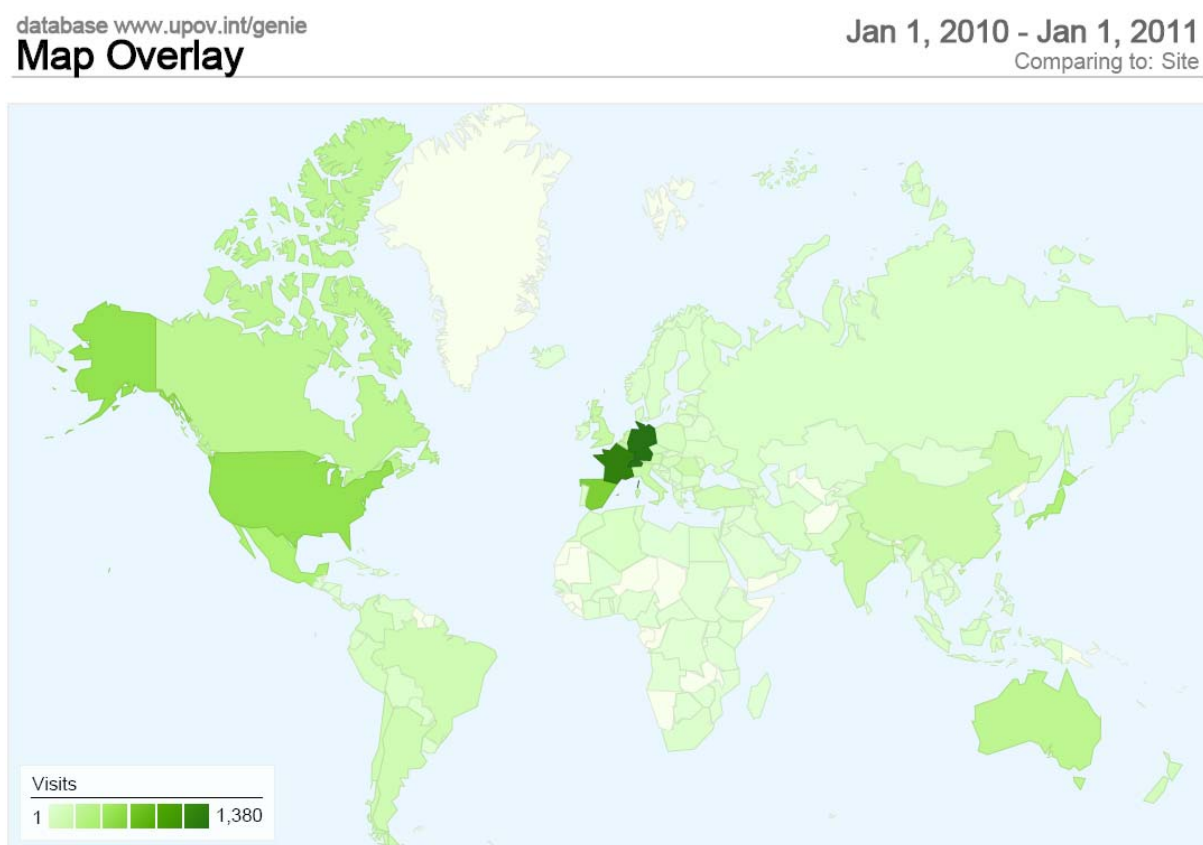 database www.upov.int/genie
Map Overlay
Jan 1, 2010 - Jan 1, 2011
Comparing to: Site
Visits
1 1,380